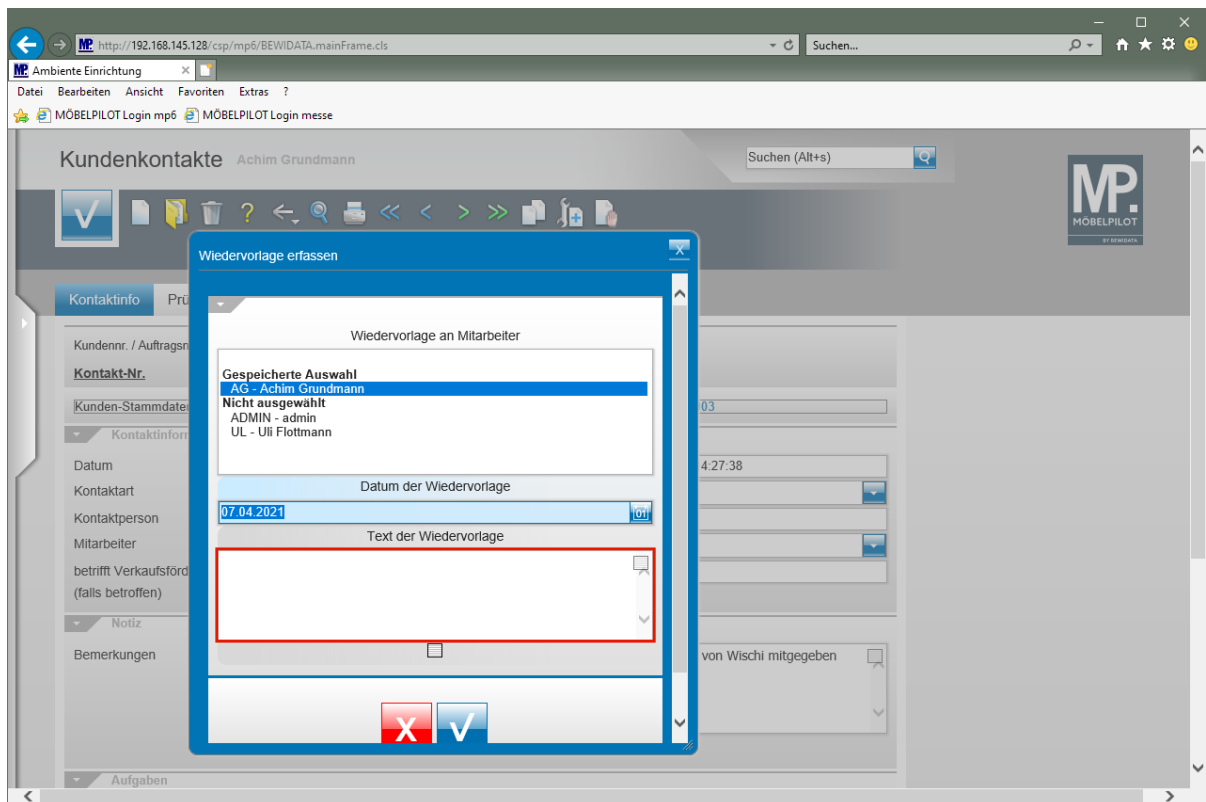 http://192.168.145.128/csp/mp6/BEWIDATA.mainFrame.cls
Suchen...
MP. Ambiente Einrichtung
Datei Bearbeiten Ansicht Favoriten Extras ?
MÖBELPILOT Login mp6 MÖBELPILOT Login messe
Kundenkontakte Achim Grundmann
Suchen (Alt+s)
MP.
MÖBELPILOT
BY BEWIDATA
Wiedervorlage erfassen
X
Kontaktinfo Prü
Wiedervorlage an Mitarbeiter
Kundennr. / Auftragsn
Kontakt-Nr.
Gespeicherte Auswahl
AG - Achim Grundmann
Nicht ausgewählt
ADMIN - admin
UL - Uli Flottmann
Kunden-Stammdate
03
Kontaktinfor
Datum
4:27:38
Kontaktart
Datum der Wiedervorlage
07.04.2021
01
Kontaktperson
Mitarbeiter
Text der Wiedervorlage
betrifft Verkaufsförd
(falls betroffen)
Notiz
Bemerkungen
von Wischi mitgegeben
X
Aufgaben